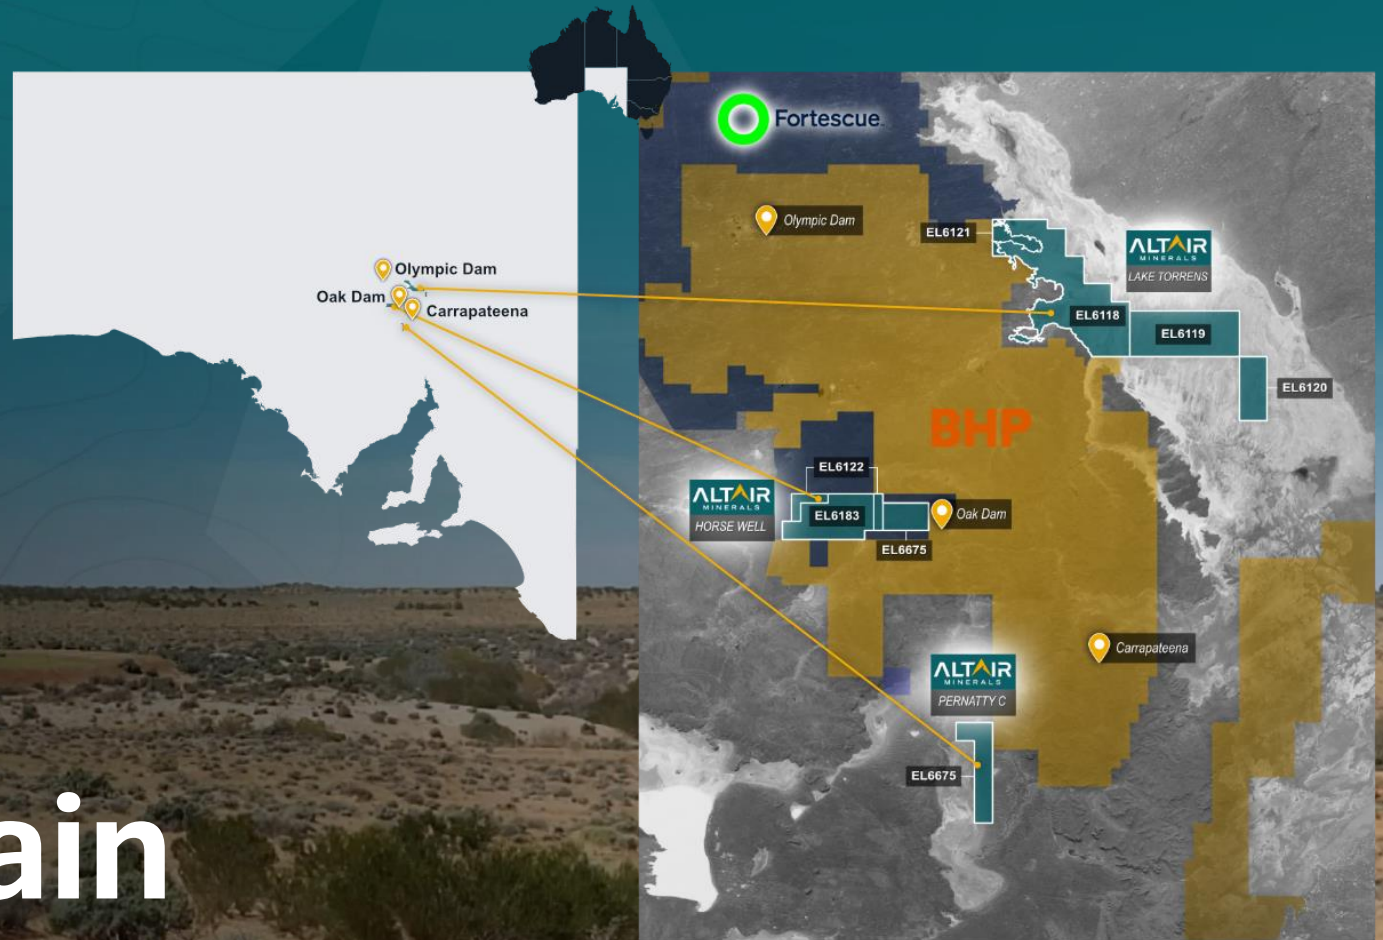 Olympic Dam
Oak Dam
Carrapateena
Fortescue
Olympic Dam
EL6121
ALTAIR
MINERALS
LAKE TORRENS
EL6118
EL6119
EL6120
BHP
EL6122
ALTAIR
MINERALS
HORSE WELL
EL6183
Oak Dam
EL6675
Carrapateena
ALTAIR
MINERALS
PERNATTY C
EL6675
ain